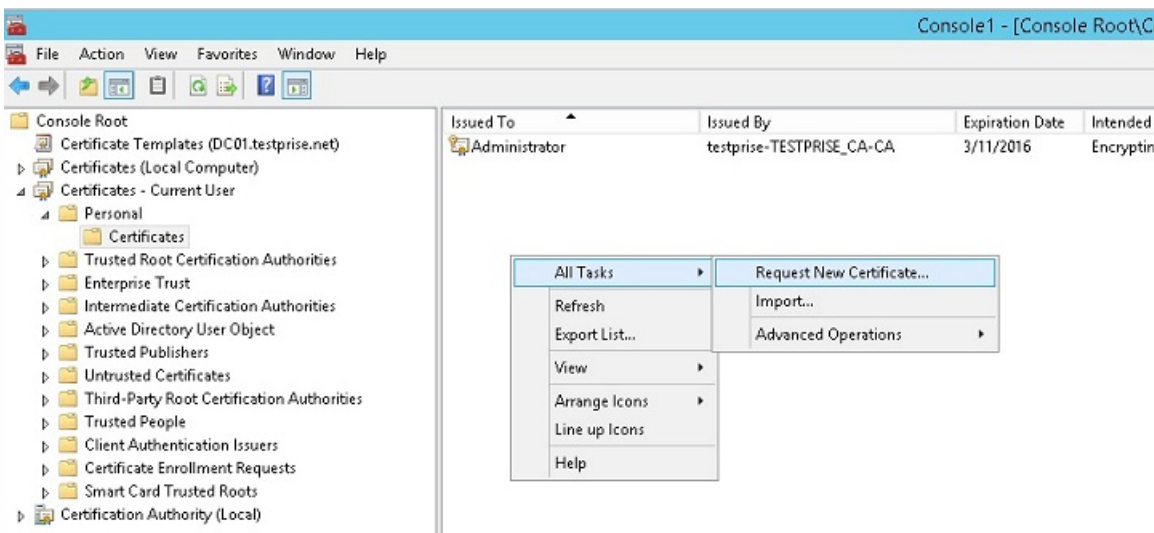 Console1 - [Console Root\C
File Action View Favorites Window Help
Console Root
Certificate Templates (DC01.testprise.net)
Certificates (Local Computer)
Certificates - Current User
Personal
Certificates
Trusted Root Certification Authorities
Enterprise Trust
Intermediate Certification Authorities
Active Directory User Object
Trusted Publishers
Untrusted Certificates
Third-Party Root Certification Authorities
Trusted People
Client Authentication Issuers
Certificate Enrollment Requests
Smart Card Trusted Roots
Certification Authority (Local)
Issued To Issued By Expiration Date Intended
Administrator testprise-TESTPRISE_CA-CA 3/11/2016 Encryptin
All Tasks
Refresh
Export List...
View
Arrange Icons
Line up Icons
Help
Request New Certificate...
Import...
Advanced Operations